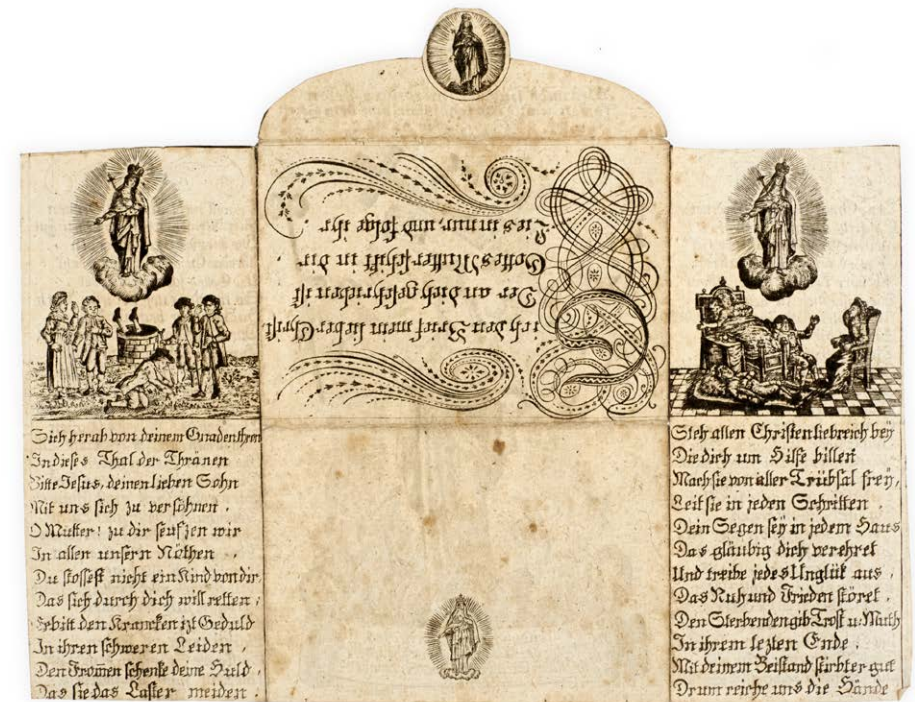 Sieh den Brief mein lieber Christ
Der an dich geschrieben ist
Gottes Mutter schikt in dir
Lies in nur, und folge ihr.
Sieh herab von deinem Gnadenthron
In dieses Thal der Thränen
Bitte Jesus, deinen lieben Sohn
Mit uns sich zu versöhnen.
O Mutter! zu dir seufzen wir
In allen unsern Nöthen.
Du stossest nicht ein Kind von dir,
Das sich durch dich will retten.
Erbitt den Krancken izt Geduld
In ihren schweren Leiden,
Den From̅en schenke deine Huld,
Das sie das Laster meiden.
Steh allen Christen liebreich bey
Die dich um Hilfe bitten
Mach sie von aller Trübsal frey,
Leit sie in jeden Schritten.
Dein Segen sey in jedem Haus
Das gläubig dich verehret
Und treibe jedes Unglük aus,
Das Ruh und Frieden störet.
Den Sterbenden gib Trost u: Muth
In ihrem lezten Ende.
Mit deinem Beistand stirbt er gut
Drum reiche uns die Hände